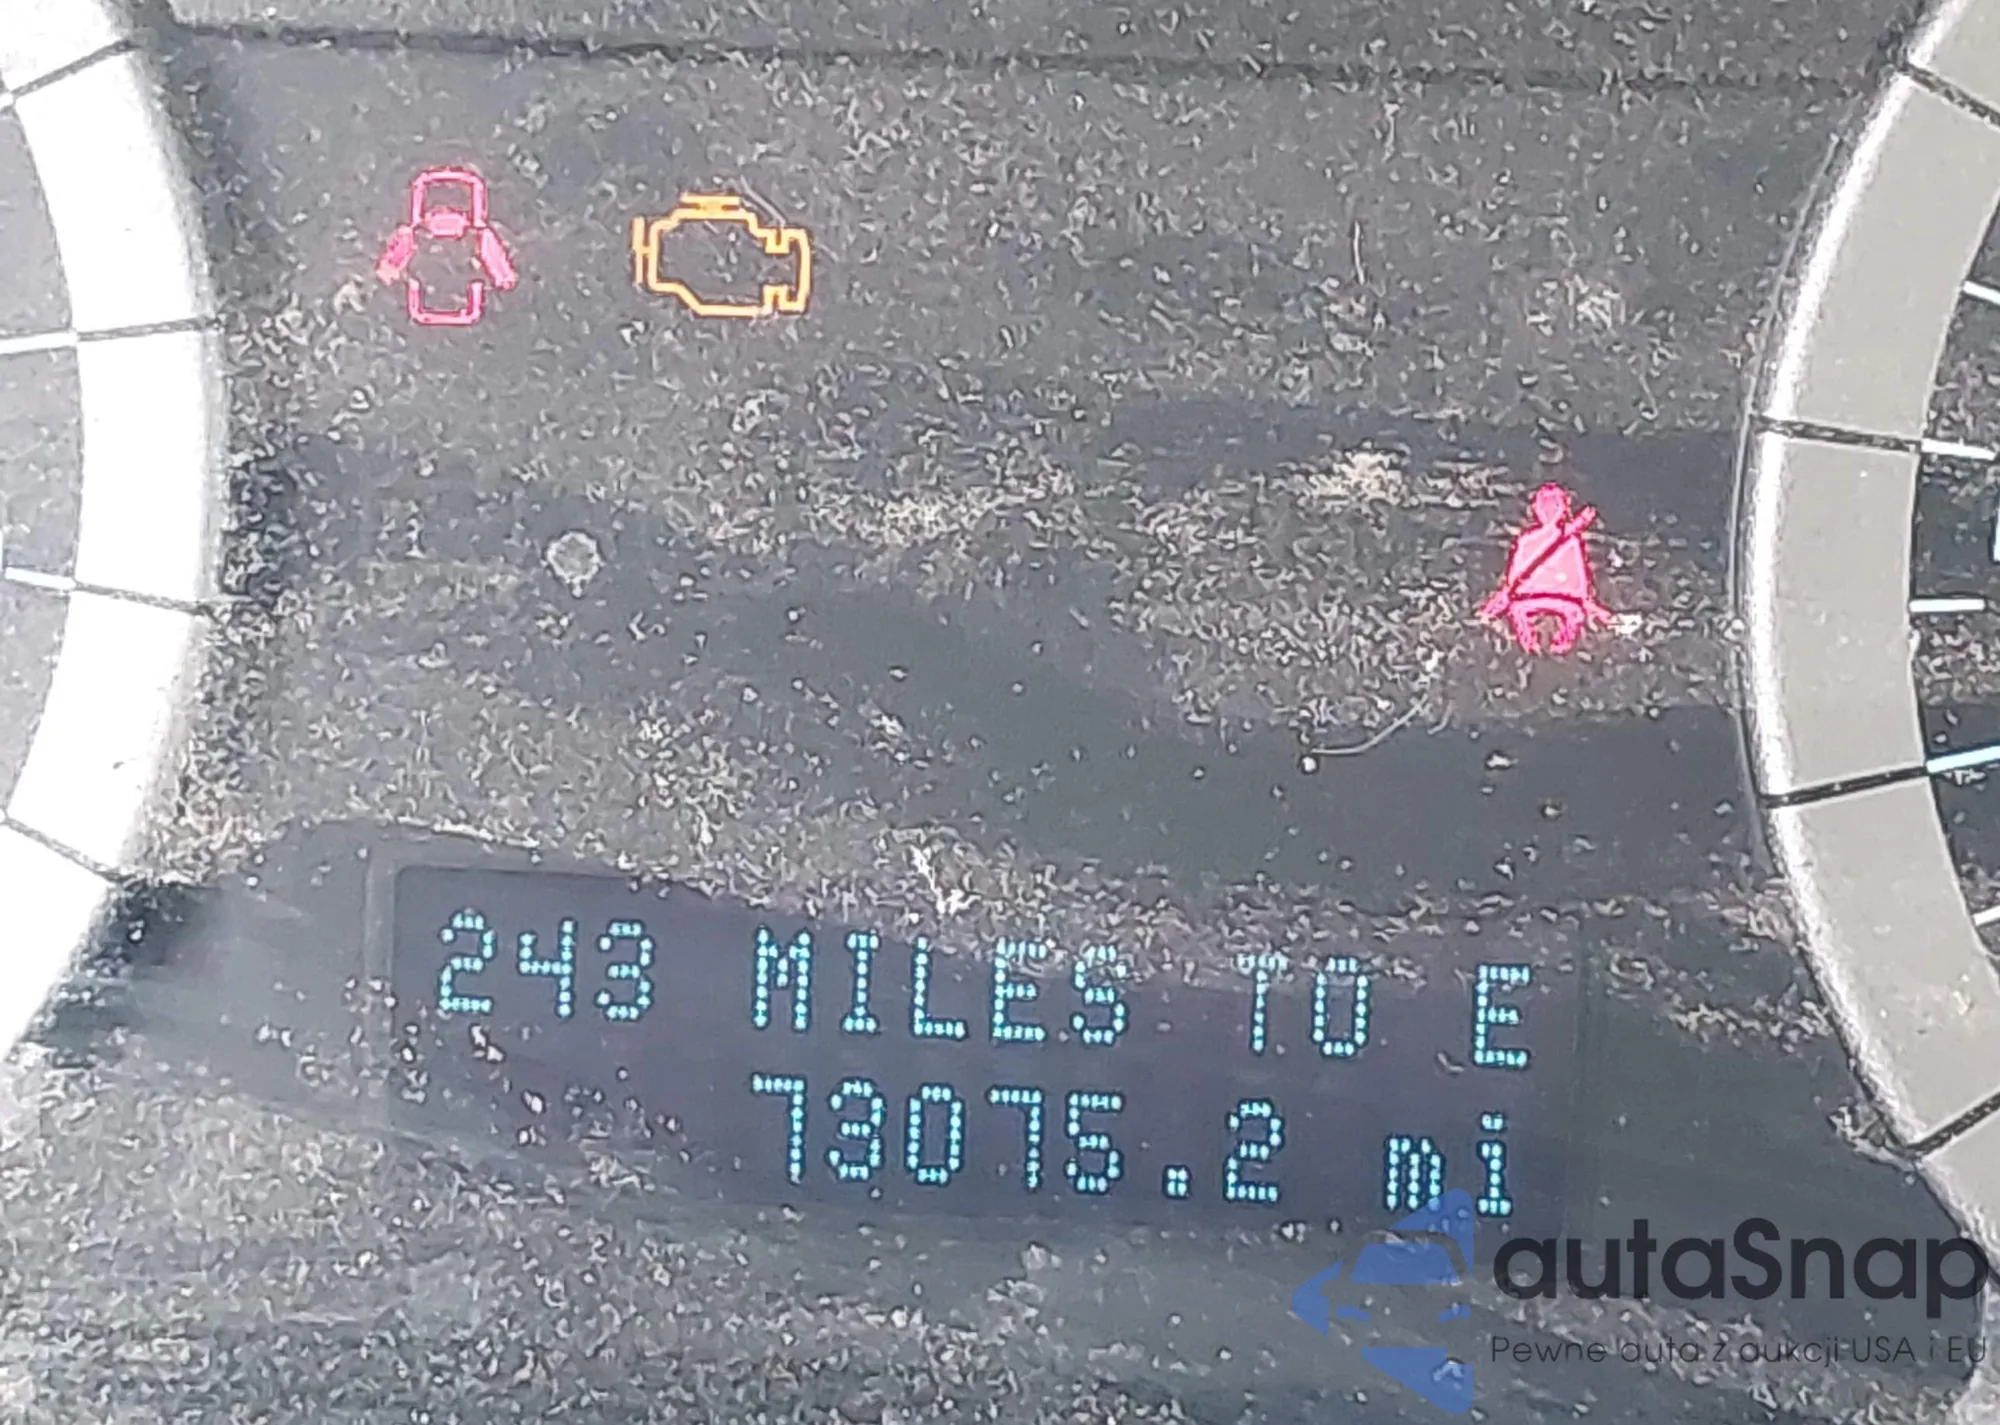 243 MILES TO E
73075.2 mi
autaSnap
Pewne auta z aukcji USA i EU